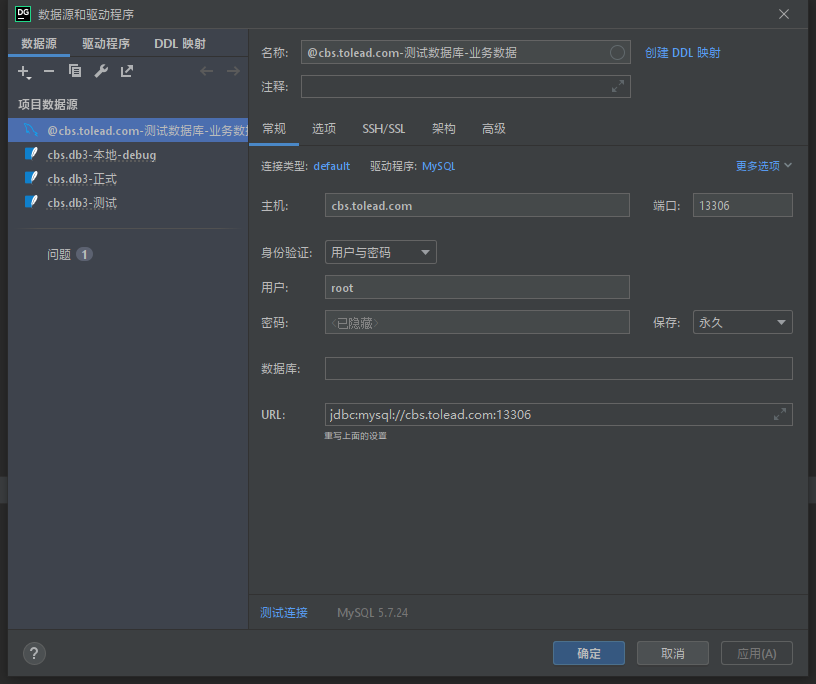 DG 数据源和驱动程序
数据源 驱动程序 DDL 映射
项目数据源
@cbs.tolead.com-测试数据库-业务数据
cbs.db3-本地-debug
cbs.db3-正式
cbs.db3-测试
问题 1
名称: @cbs.tolead.com-测试数据库-业务数据 创建 DDL 映射
注释:
常规 选项 SSH/SSL 架构 高级
连接类型: default 驱动程序: MySQL 更多选项
主机: cbs.tolead.com 端口: 13306
身份验证: 用户与密码
用户: root
密码: <已隐藏> 保存: 永久
数据库:
URL: jdbc:mysql://cbs.tolead.com:13306
重写上面的设置
测试连接 MySQL 5.7.24
? 确定 取消 应用(A)